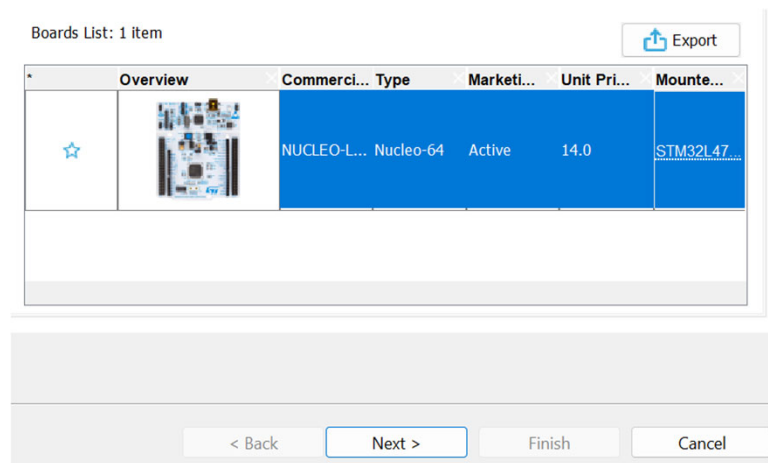 Boards List: 1 item
Export
* Overview Commerci... Type Marketi... Unit Pri... Mounte...
NUCLEO-L... Nucleo-64 Active 14.0 STM32L47...
< Back Next > Finish Cancel